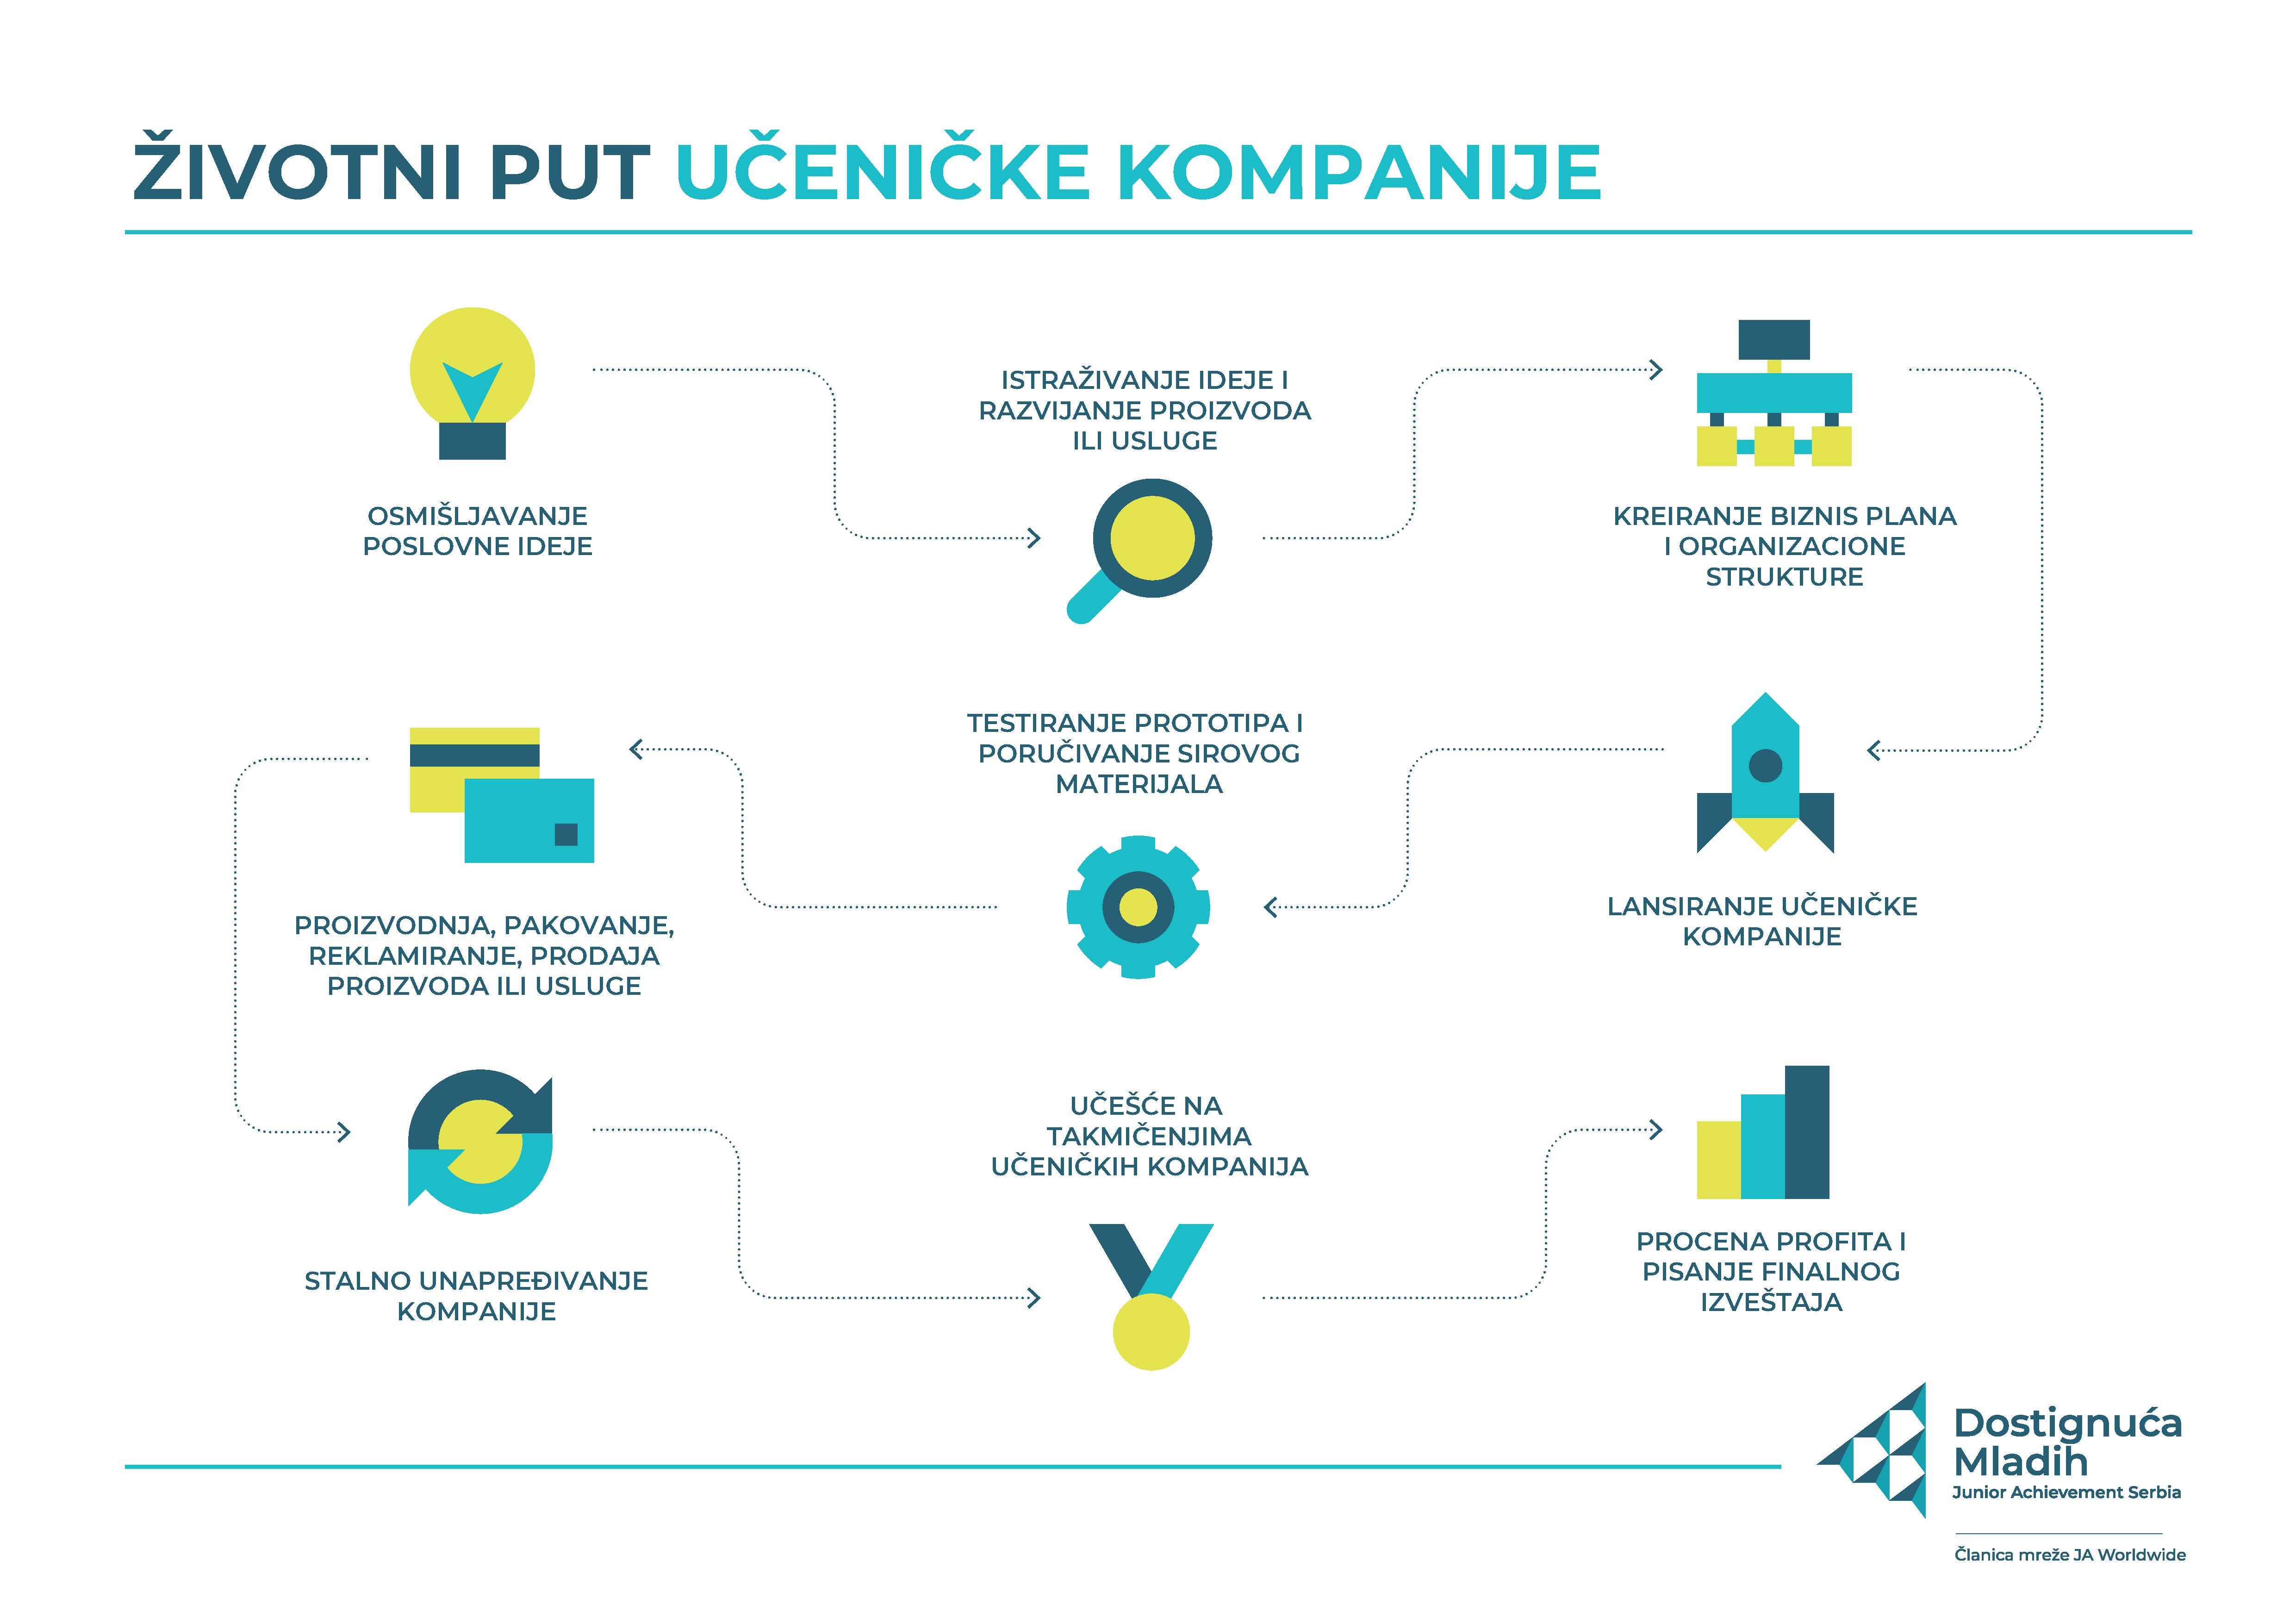 ŽIVOTNI PUT UČENIČKE KOMPANIJE
OSMIŠLJAVANJE
POSLOVNE IDEJE
ISTRAŽIVANJE IDEJE I
RAZVIJANJE PROIZVODA
ILI USLUGE
KREIRANJE BIZNIS PLANA
I ORGANIZACIONE
STRUKTURE
LANSIRANJE UČENIČKE
KOMPANIJE
TESTIRANJE PROTOTIPA I
PORUČIVANJE SIROVOG
MATERIJALA
PROIZVODNJA, PAKOVANJE,
REKLAMIRANJE, PRODAJA
PROIZVODA ILI USLUGE
STALNO UNAPREĐIVANJE
KOMPANIJE
UČEŠĆE NA
TAKMIČENJIMA
UČENIČKIH KOMPANIJA
PROCENA PROFITA I
PISANJE FINALNOG
IZVEŠTAJA
Dostignuća
Mladih
Junior Achievement Serbia
Članica mreže JA Worldwide